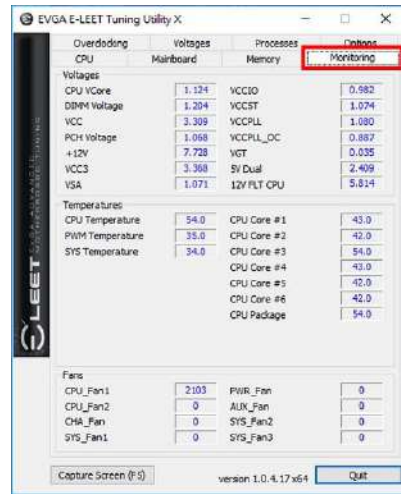 EVGA E-LEET Tuning Utility X
Overclocking Voltages Processes Options
CPU Mainboard Memory Monitoring
Voltages
CPU VCore 1.124 VCCIO 0.982
DIMM Voltage 1.204 VCCST 1.074
VCC 3.309 VCCPLL 1.080
PCH Voltage 1.068 VCCPLL_OC 0.887
+12V 7.728 VGT 0.035
VCC3 3.368 5V Dual 2.409
VSA 1.071 12V FLT CPU 5.814
Temperatures
CPU Temperature 54.0 CPU Core #1 43.0
PWM Temperature 35.0 CPU Core #2 42.0
SYS Temperature 34.0 CPU Core #3 54.0
CPU Core #4 43.0
CPU Core #5 42.0
CPU Core #6 42.0
CPU Package 54.0
Fans
CPU_Fan1 2103 PWR_Fan 0
CPU_Fan2 0 AUX_Fan 0
CHA_Fan 0 SYS_Fan2 0
SYS_Fan1 0 SYS_Fan3 0
Capture Screen (F5) version 1.0.4.17 x64 Quit
ELEET